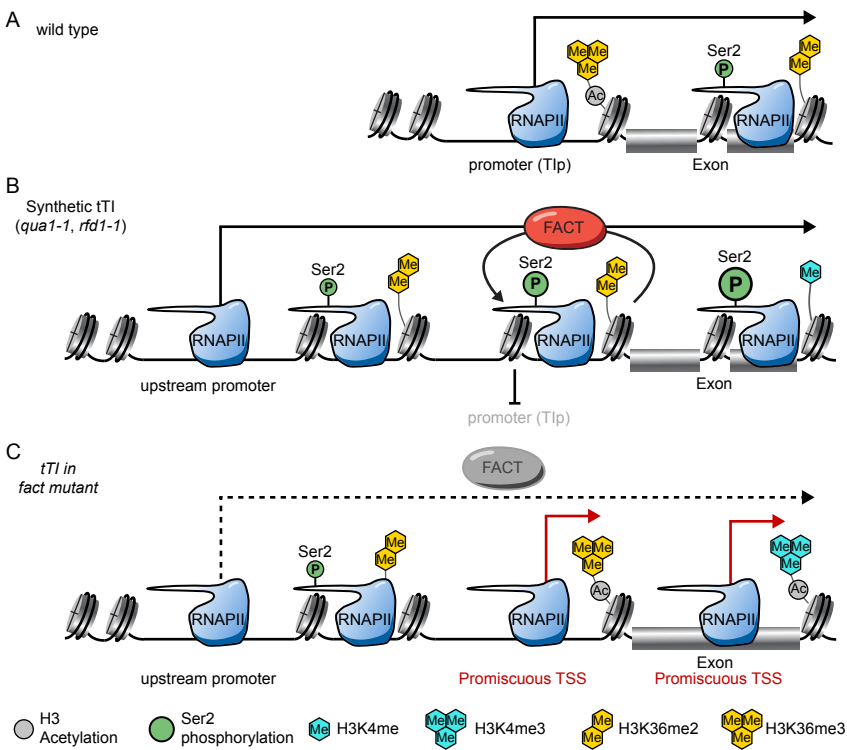 A
wild type
Me Me
Me
Ac
Ser2
P
Me
Me
RNAPII
RNAPII
promoter (TIp)
Exon
B
Synthetic tTI
(qua1-1, rfd1-1)
FACT
Ser2
P
Me
Me
Ser2
P
Me
Me
Ser2
P
Me
RNAPII
RNAPII
RNAPII
RNAPII
upstream promoter
Exon
promoter (TIp)
C
tTI in
fact mutant
FACT
Ser2
P
Me
Me
Me Me
Me
Ac
Me Me
Me
Ac
RNAPII
RNAPII
RNAPII
RNAPII
Exon
upstream promoter
Promiscuous TSS
Promiscuous TSS
H3
Acetylation
Ser2
phosphorylation
Me
H3K4me
Me Me
Me
H3K4me3
Me
Me
H3K36me2
Me Me
Me
H3K36me3